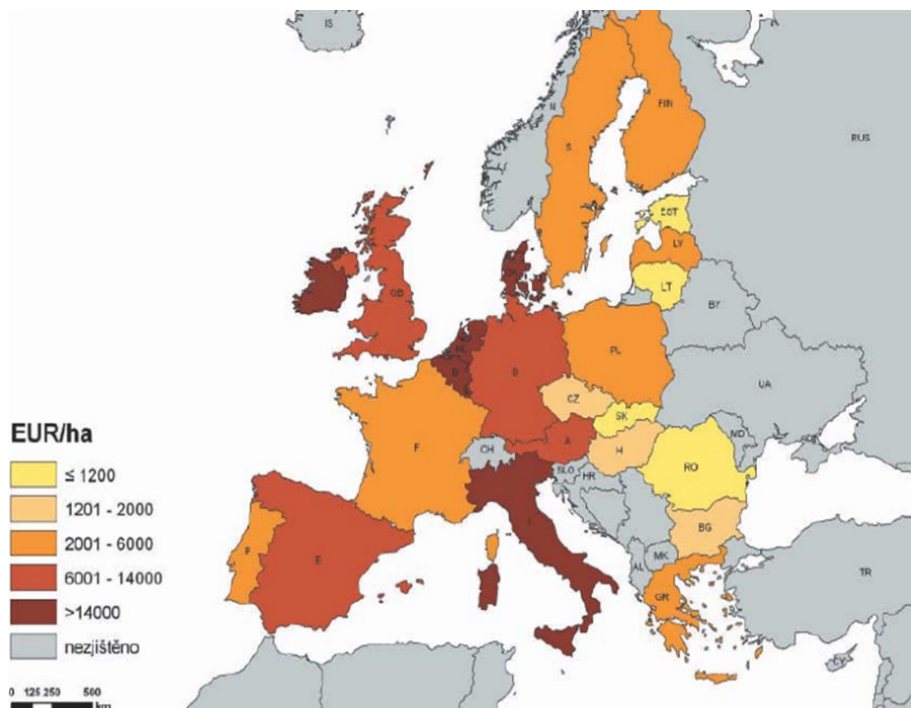 IS
N
S
FIN
RUS
EST
LV
LT
BY
GB
DK
NL
B
D
PL
CZ
SK
UA
A
H
MD
CH
SLO
HR
RO
F
I
BG
MK
AL
P
E
GR
TR
CY
EUR/ha
≤ 1200
1201 - 2000
2001 - 6000
6001 - 14000
>14000
nezjištěno
0 125 250 500
km